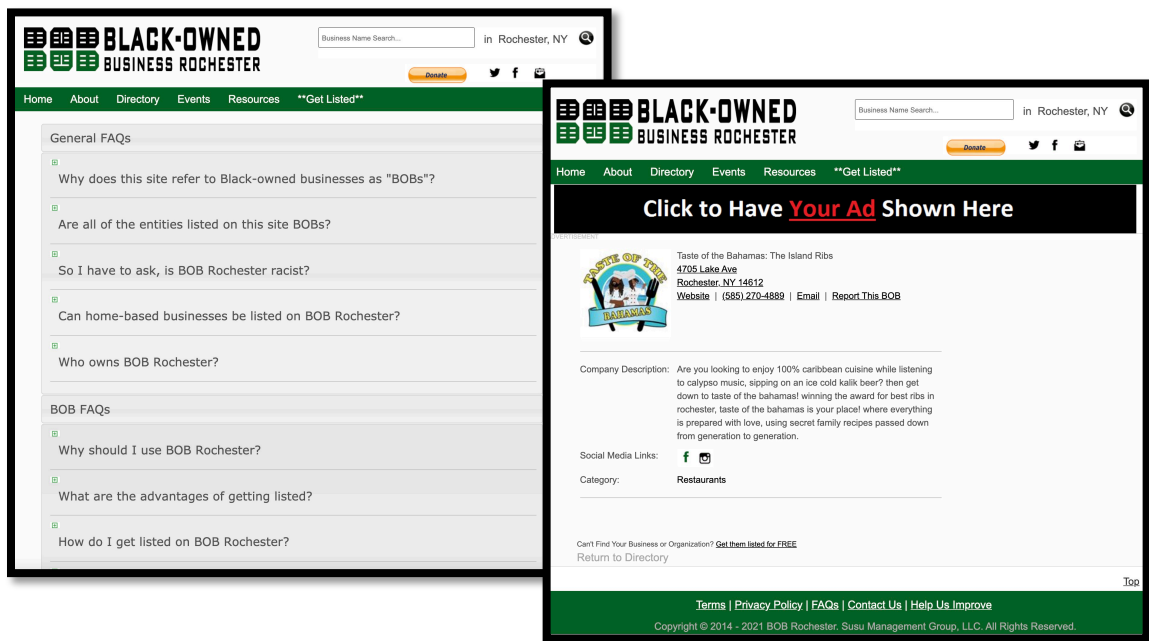 BLACK-OWNED
BUSINESS ROCHESTER
Business Name Search...
in Rochester, NY
Donate
Home About Directory Events Resources **Get Listed**
General FAQs
Why does this site refer to Black-owned businesses as "BOBs"?
Are all of the entities listed on this site BOBs?
So I have to ask, is BOB Rochester racist?
Can home-based businesses be listed on BOB Rochester?
Who owns BOB Rochester?
BOB FAQs
Why should I use BOB Rochester?
What are the advantages of getting listed?
How do I get listed on BOB Rochester?
BLACK-OWNED
BUSINESS ROCHESTER
Business Name Search...
in Rochester, NY
Donate
Home About Directory Events Resources **Get Listed**
Click to Have Your Ad Shown Here
ADVERTISEMENT
TASTE OF THE
BAHAMAS
Taste of the Bahamas: The Island Ribs
4705 Lake Ave
Rochester, NY 14612
Website | (585) 270-4889 | Email | Report This BOB
Company Description: Are you looking to enjoy 100% caribbean cuisine while listening
to calypso music, sipping on an ice cold kalik beer? then get
down to taste of the bahamas! winning the award for best ribs in
rochester, taste of the bahamas is your place! where everything
is prepared with love, using secret family recipes passed down
from generation to generation.
Social Media Links:
Category: Restaurants
Can't Find Your Business or Organization? Get them listed for FREE
Return to Directory
Top
Terms | Privacy Policy | FAQs | Contact Us | Help Us Improve
Copyright © 2014 - 2021 BOB Rochester. Susu Management Group, LLC. All Rights Reserved.